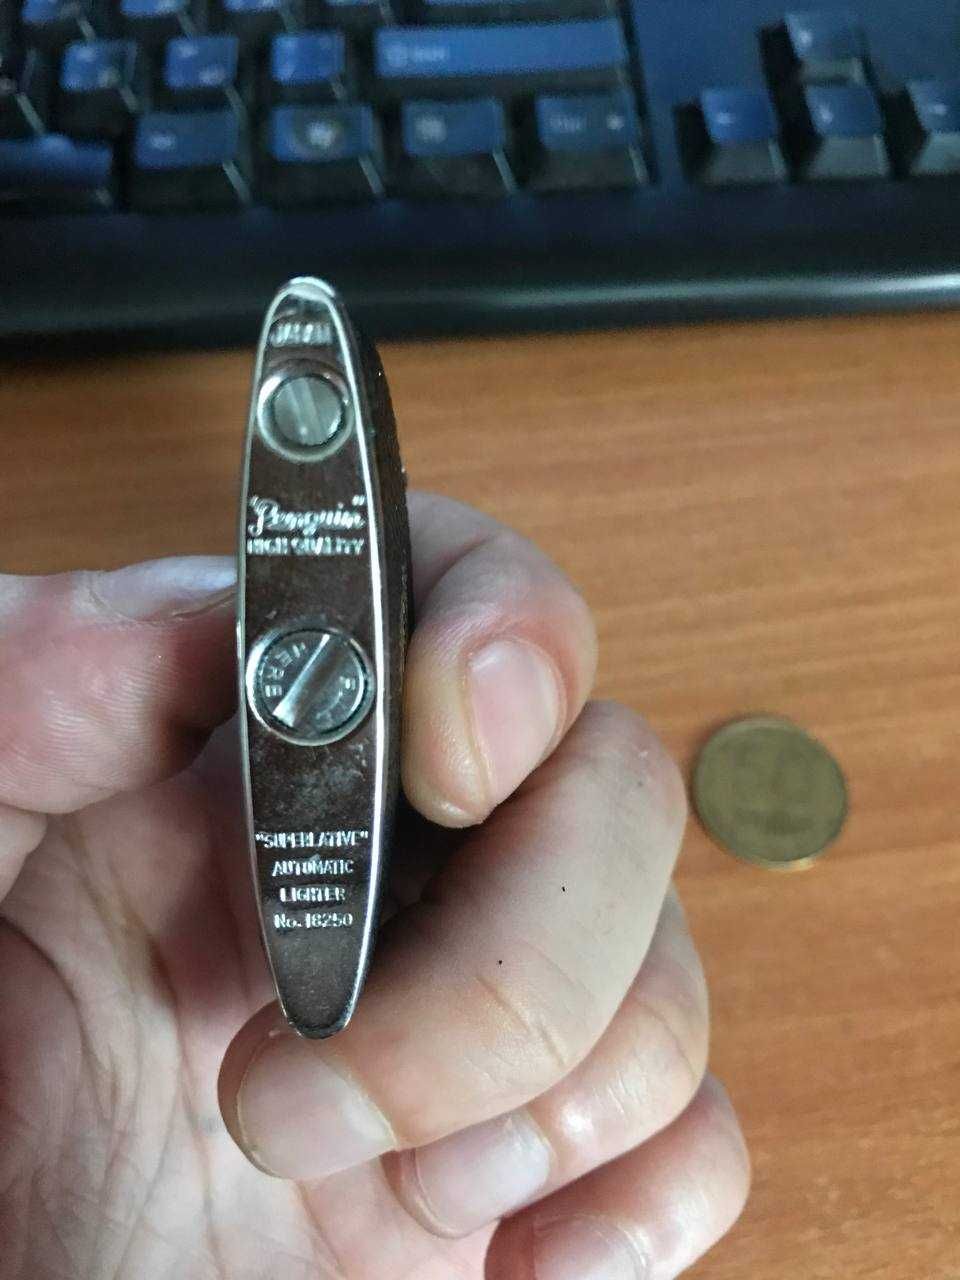 JAPAN
"Penguin"
HIGH QUALITY
"SUPERLATIVE"
AUTOMATIC
LIGHTER
No.18250